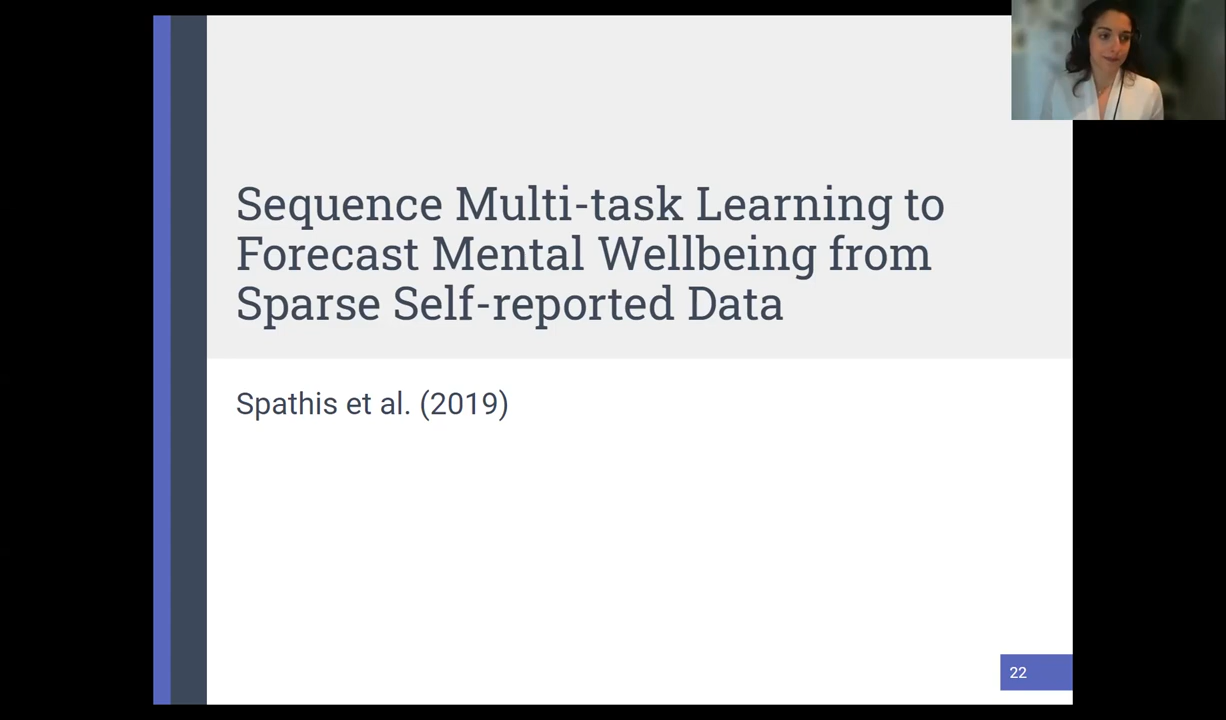 Sequence Multi-task Learning to
Forecast Mental Wellbeing from
Sparse Self-reported Data
Spathis et al. (2019)
22